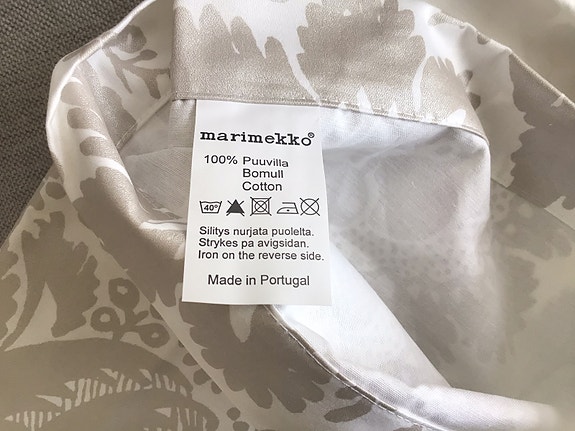 marimekko®
100% Puuvilla
Bomull
Cotton
40°
Silitys nurjata puolelta.
Strykes pa avigsidan.
Iron on the reverse side.
Made in Portugal